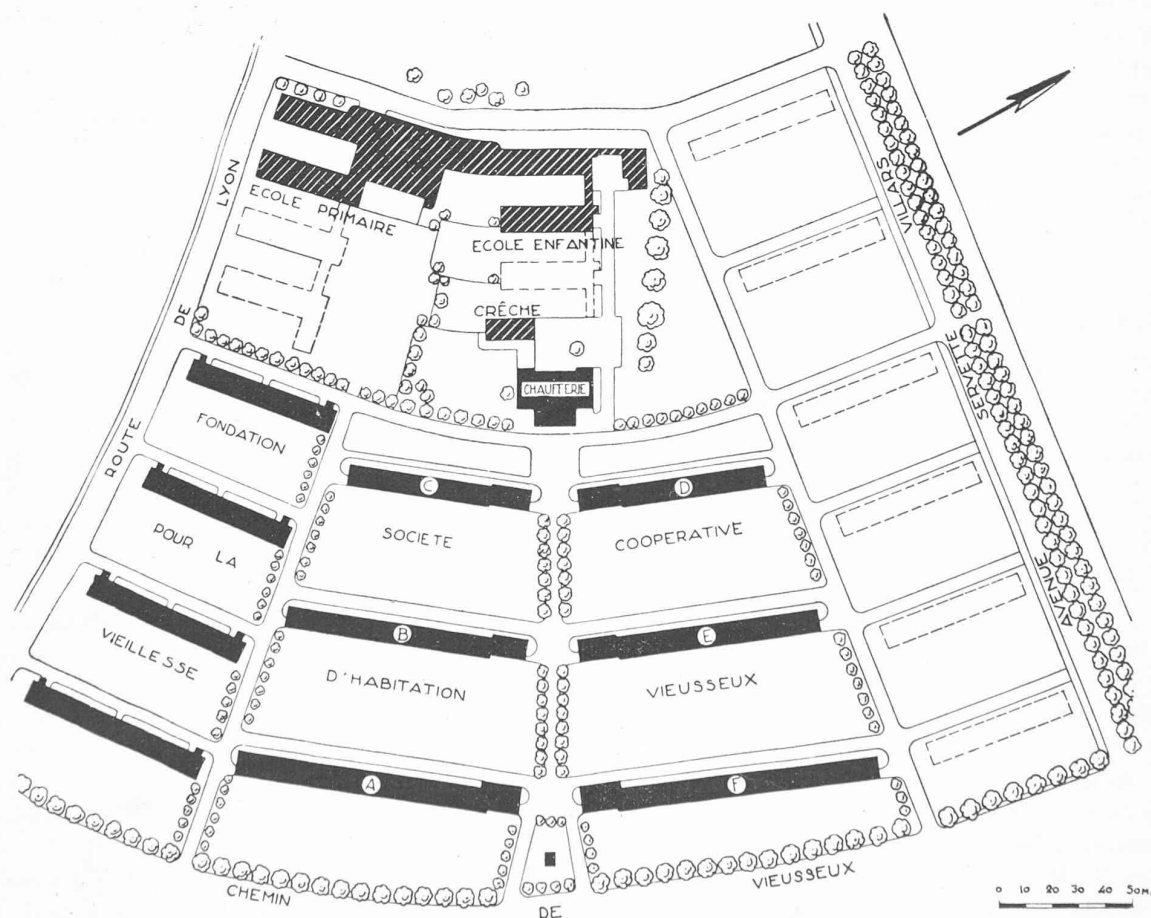 ECOLE PRIMAIRE
ECOLE ENFANTINE
CRÊCHE
CHAUFFERIE
ROUTE DE LYON
AVENUE SERVETTE VILLARS
FONDATION
POUR LA
VIEILLESSE
C
D
SOCIETE
COOPERATIVE
B
E
D'HABITATION
VIEUSSEUX
A
F
CHEMIN DE VIEUSSEUX
0 10 20 30 40 50M.